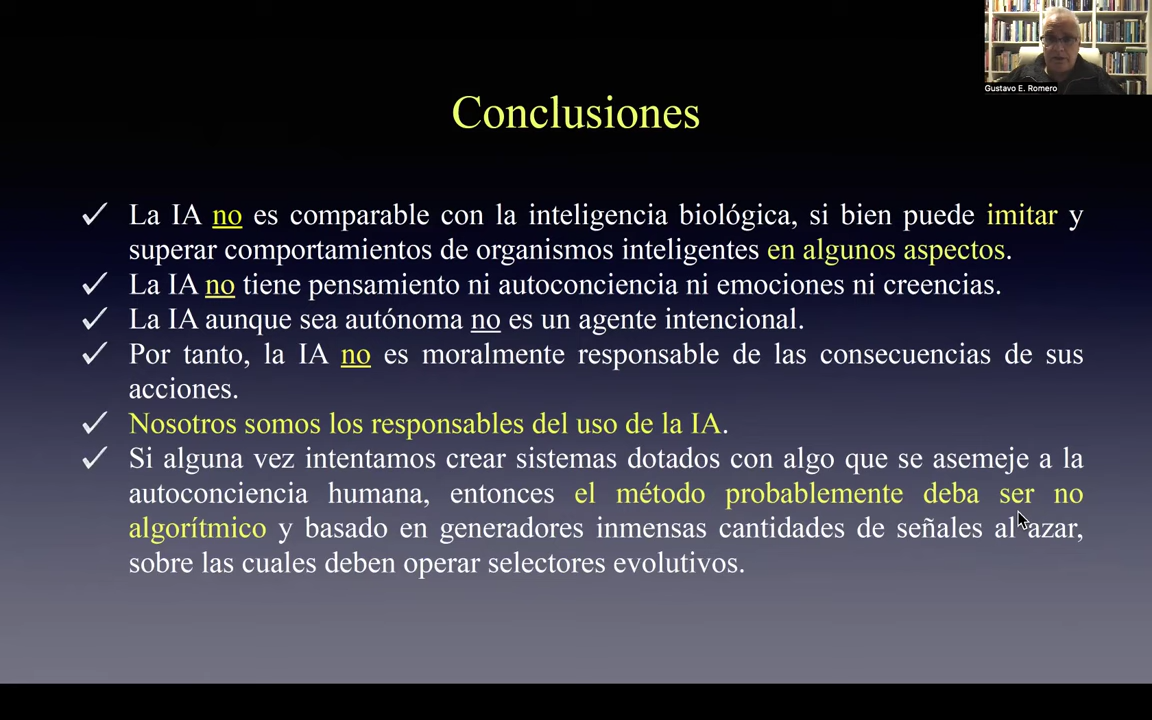 Gustavo E. Romero
Conclusiones
✓ La IA no es comparable con la inteligencia biológica, si bien puede imitar y
superar comportamientos de organismos inteligentes en algunos aspectos.
✓ La IA no tiene pensamiento ni autoconciencia ni emociones ni creencias.
✓ La IA aunque sea autónoma no es un agente intencional.
✓ Por tanto, la IA no es moralmente responsable de las consecuencias de sus
acciones.
✓ Nosotros somos los responsables del uso de la IA.
✓ Si alguna vez intentamos crear sistemas dotados con algo que se asemeje a la
autoconciencia humana, entonces el método probablemente deba ser no
algorítmico y basado en generadores inmensas cantidades de señales al azar,
sobre las cuales deben operar selectores evolutivos.